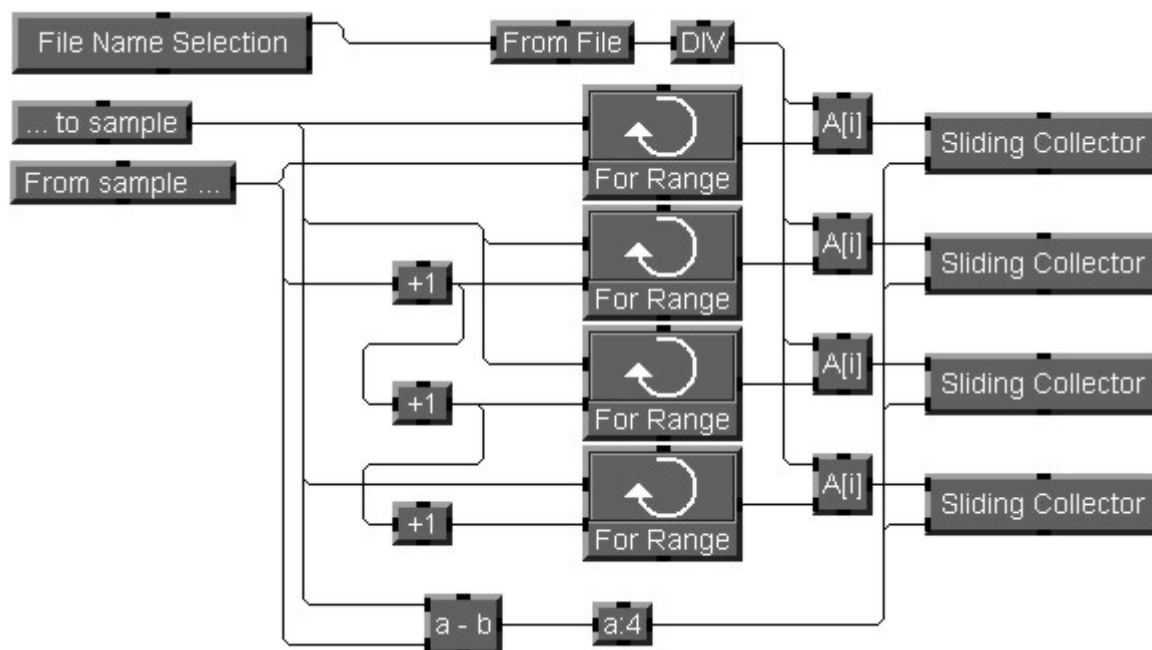 File Name Selection
From File
DIV
... to sample
A[i]
Sliding Collector
From sample ...
For Range
A[i]
Sliding Collector
+1
For Range
A[i]
Sliding Collector
+1
For Range
A[i]
Sliding Collector
+1
For Range
a - b
a:4